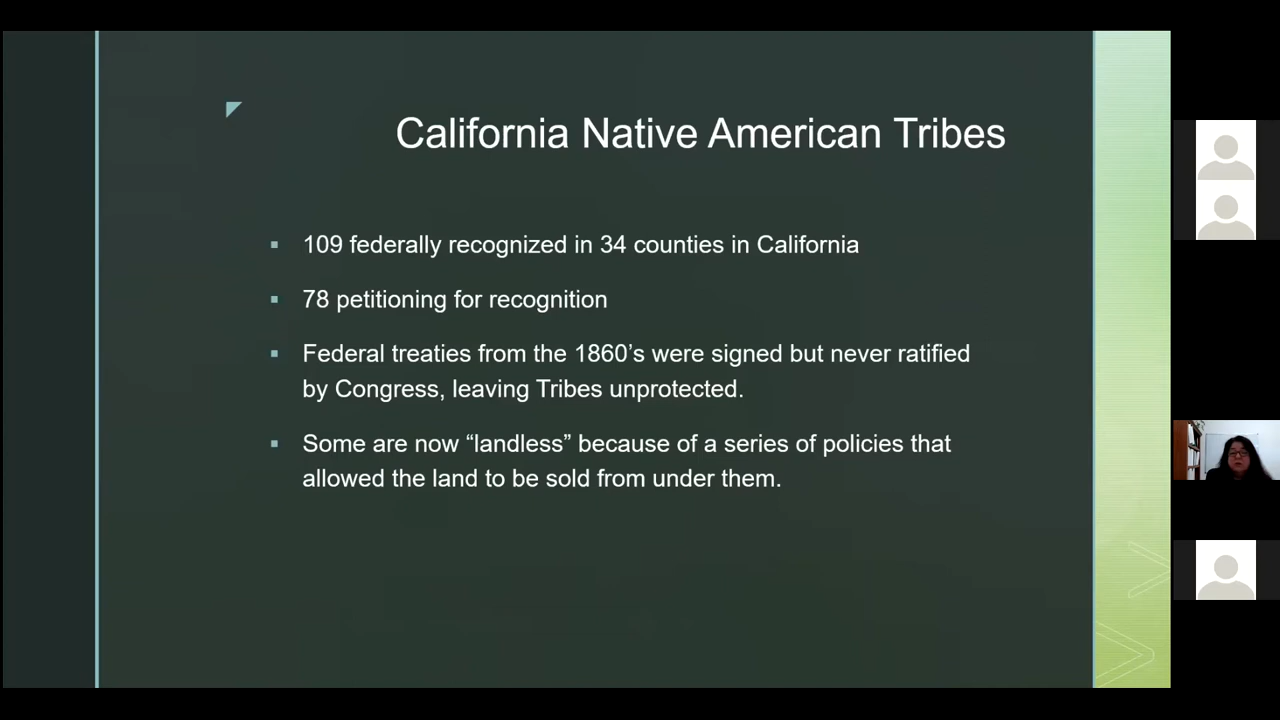 California Native American Tribes
▪ 109 federally recognized in 34 counties in California
▪ 78 petitioning for recognition
▪ Federal treaties from the 1860’s were signed but never ratified
by Congress, leaving Tribes unprotected.
▪ Some are now “landless” because of a series of policies that
allowed the land to be sold from under them.